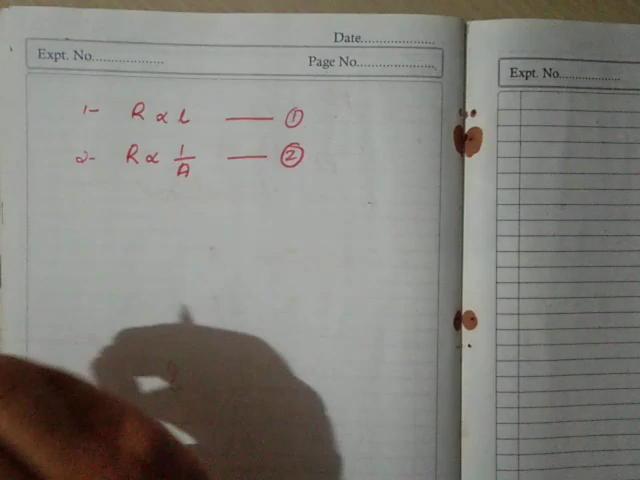 Date....................
Expt. No.................. Page No....................
1- R ∝ l —— ①
2- R ∝ 1/A —— ②
Expt. No..................